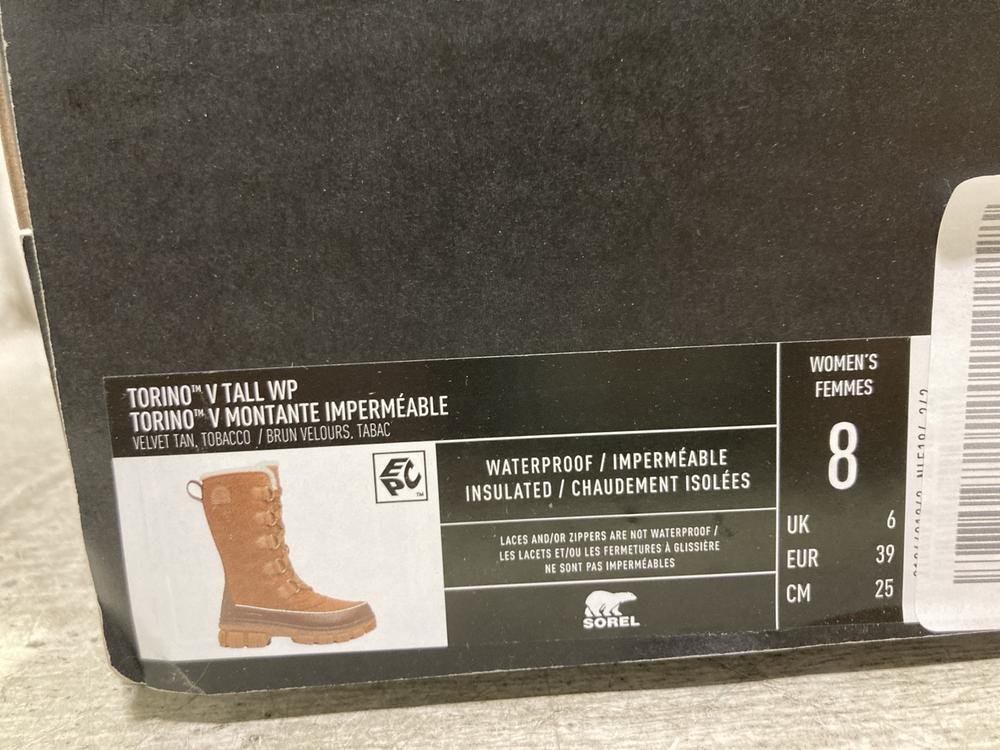 TORINO™ V TALL WP
TORINO™ V MONTANTE IMPERMÉABLE
VELVET TAN, TOBACCO / BRUN VELOURS, TABAC
EPC™
WATERPROOF / IMPERMÉABLE
INSULATED / CHAUDEMENT ISOLÉES
LACES AND/OR ZIPPERS ARE NOT WATERPROOF /
LES LACETS ET/OU LES FERMETURES À GLISSIÈRE
NE SONT PAS IMPERMÉABLES
SOREL
WOMEN'S
FEMMES
8
UK 6
EUR 39
CM 25